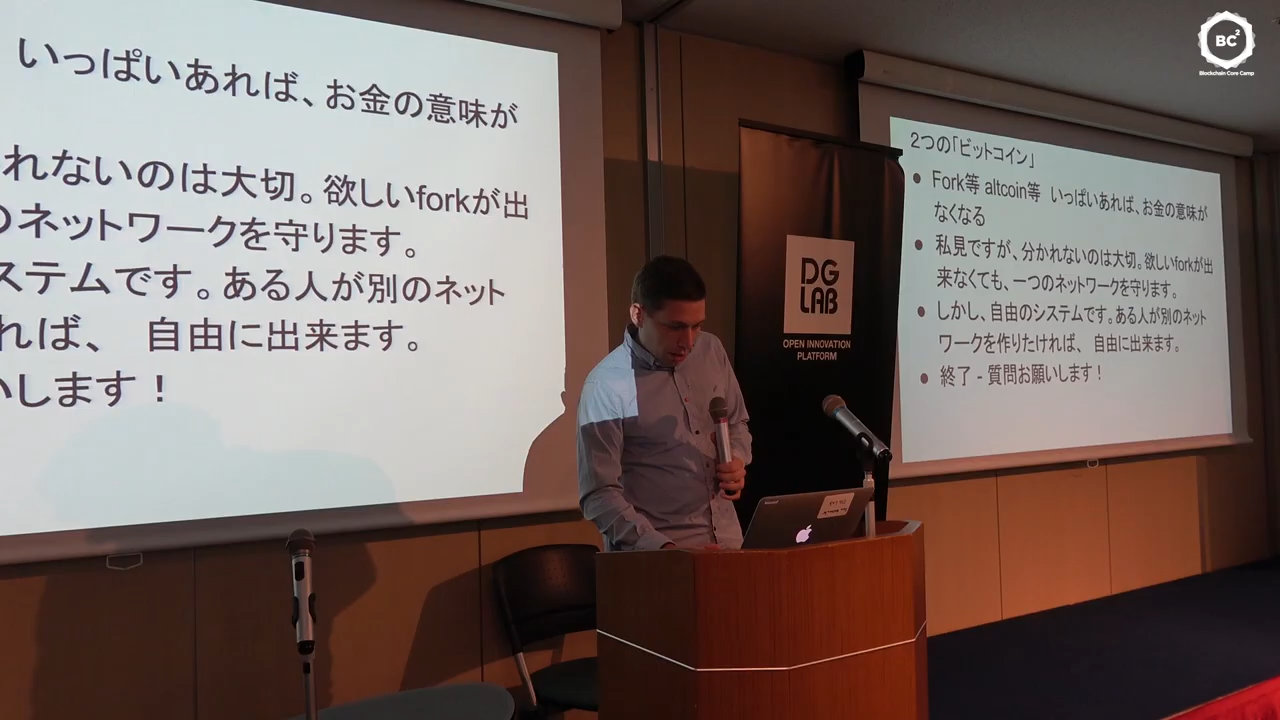 いっぱいあれば、お金の意味が
れないのは大切。欲しいforkが出
のネットワークを守ります。
ステムです。ある人が別のネット
れば、 自由に出来ます。
いします！
DG
LAB
OPEN INNOVATION
PLATFORM
2つの「ビットコイン」
Fork等 altcoin等 いっぱいあれば、お金の意味が
なくなる
私見ですが、分かれないのは大切。欲しいforkが出
来なくても、一つのネットワークを守ります。
しかし、自由のシステムです。ある人が別のネット
ワークを作りたければ、 自由に出来ます。
終了 - 質問お願いします！
BC2
Blockchain Core Camp